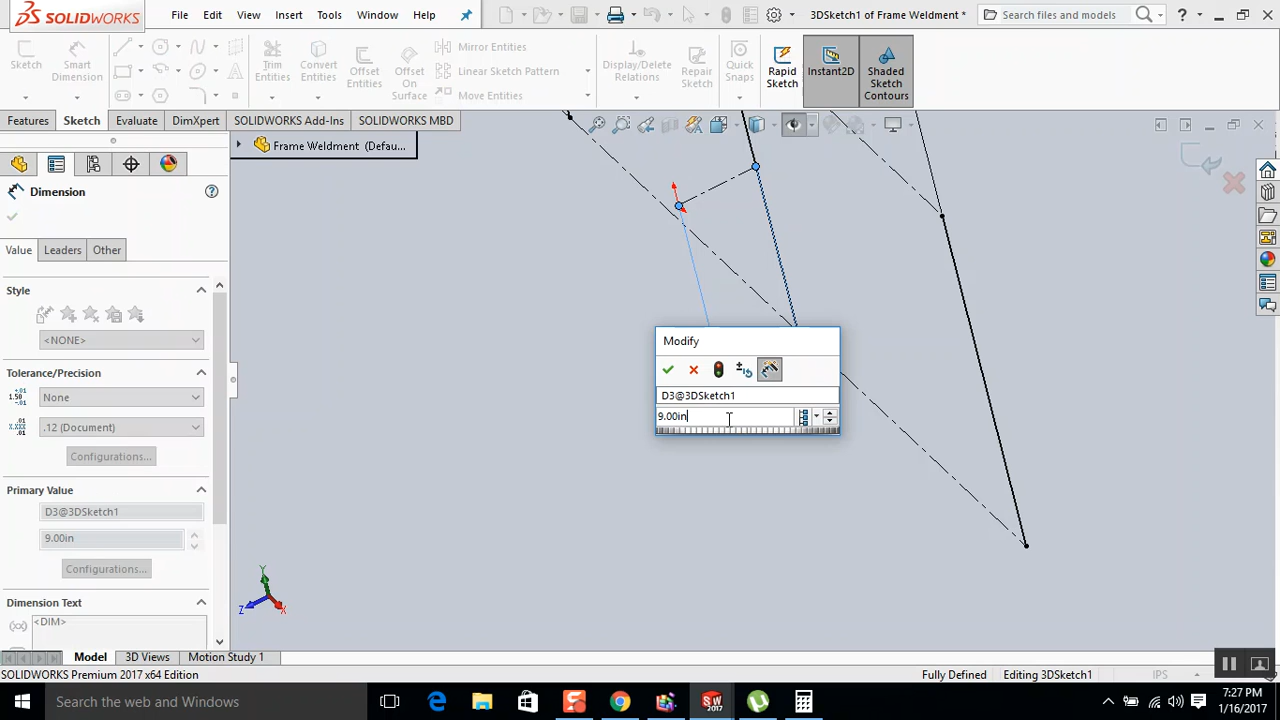 SOLIDWORKS
File
Edit
View
Insert
Tools
Window
Help
3DSketch1 of Frame Weldment *
Search files and models
?
Sketch
Smart
Dimension
Trim
Entities
Convert
Entities
Offset
Entities
Offset
On
Surface
Mirror Entities
Linear Sketch Pattern
Move Entities
Display/Delete
Relations
Repair
Sketch
Quick
Snaps
Rapid
Sketch
Instant2D
Shaded
Sketch
Contours
Features
Sketch
Evaluate
DimXpert
SOLIDWORKS Add-Ins
SOLIDWORKS MBD
Frame Weldment (Defau...
Dimension
?
Value
Leaders
Other
Style
<NONE>
Tolerance/Precision
None
.12 (Document)
Configurations...
Primary Value
D3@3DSketch1
9.00in
Configurations...
Dimension Text
<DIM>
Modify
D3@3DSketch1
9.00in
Y
Z
X
Model
3D Views
Motion Study 1
SOLIDWORKS Premium 2017 x64 Edition
Fully Defined
Editing 3DSketch1
IPS
Search the web and Windows
7:27 PM
1/16/2017